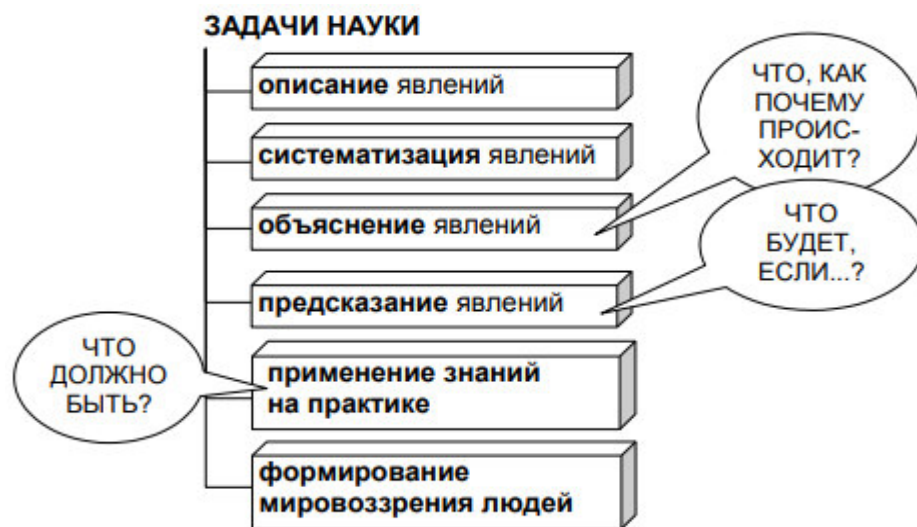 ЗАДАЧИ НАУКИ
описание явлений
систематизация явлений
объяснение явлений
ЧТО, КАК
ПОЧЕМУ
ПРОИС-
ХОДИТ?
предсказание явлений
ЧТО
БУДЕТ,
ЕСЛИ...?
применение знаний
на практике
ЧТО
ДОЛЖНО
БЫТЬ?
формирование
мировоззрения людей